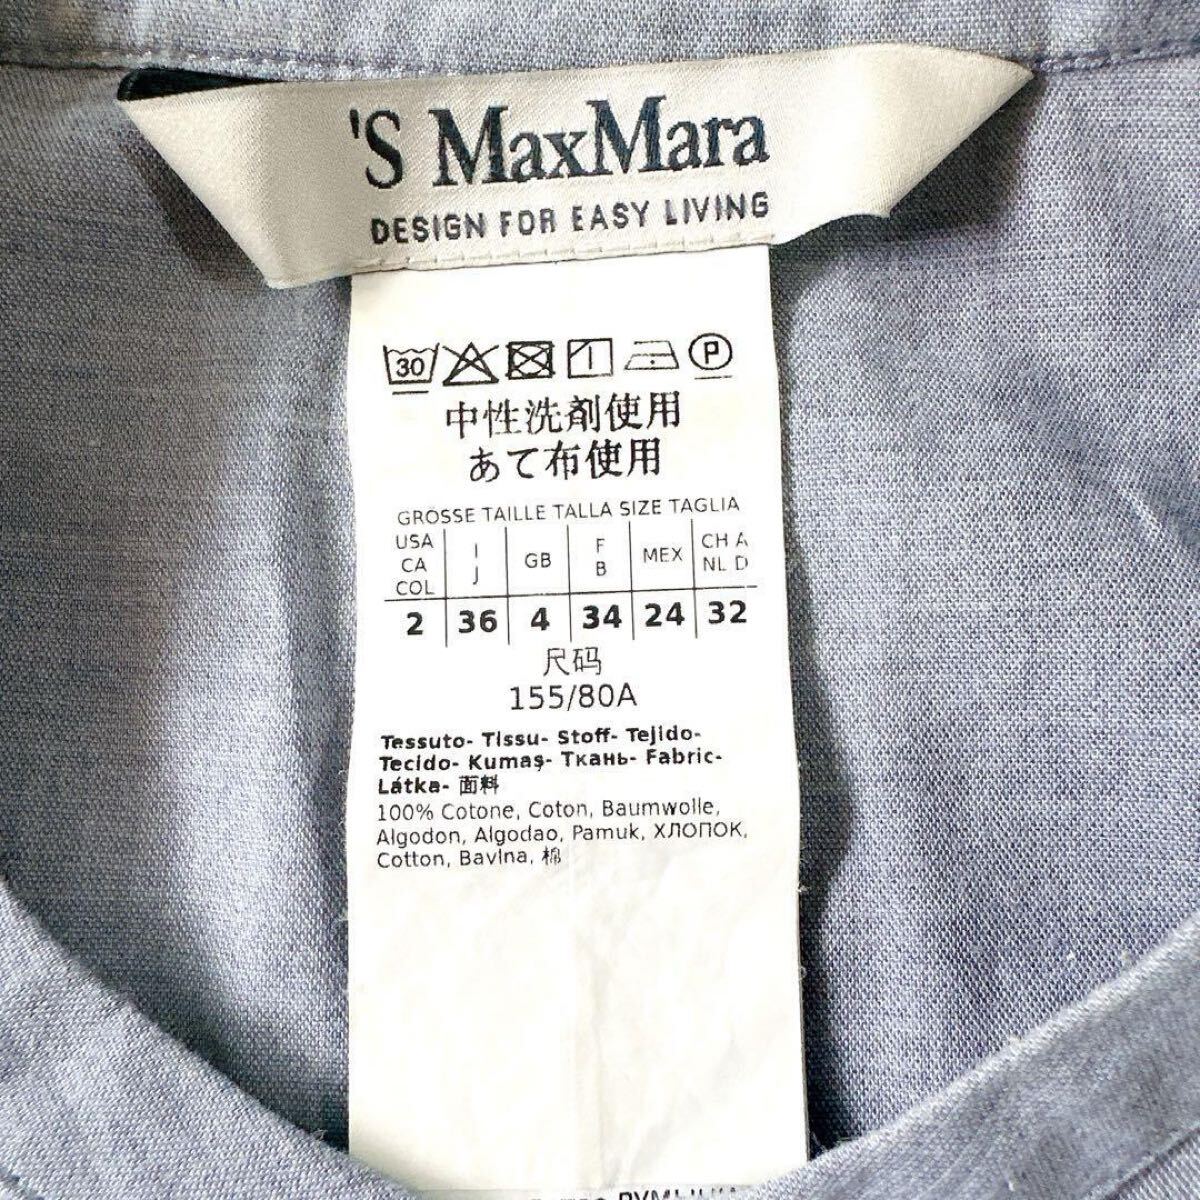 'S MaxMara
DESIGN FOR EASY LIVING
30 P
中性洗剤使用
あて布使用
GROSSE TAILLE TALLA SIZE TAGLIA
USA CA COL I J GB F B MEX CH A NL D
2 36 4 34 24 32
尺码
155/80A
Tessuto- Tissu- Stoff- Tejido-
Tecido- Kumaş- Ткань- Fabric-
Látka- 面料
100% Cotone, Coton, Baumwolle,
Algodon, Algodao, Pamuk, ХЛОПОК,
Cotton, Bavlna, 棉